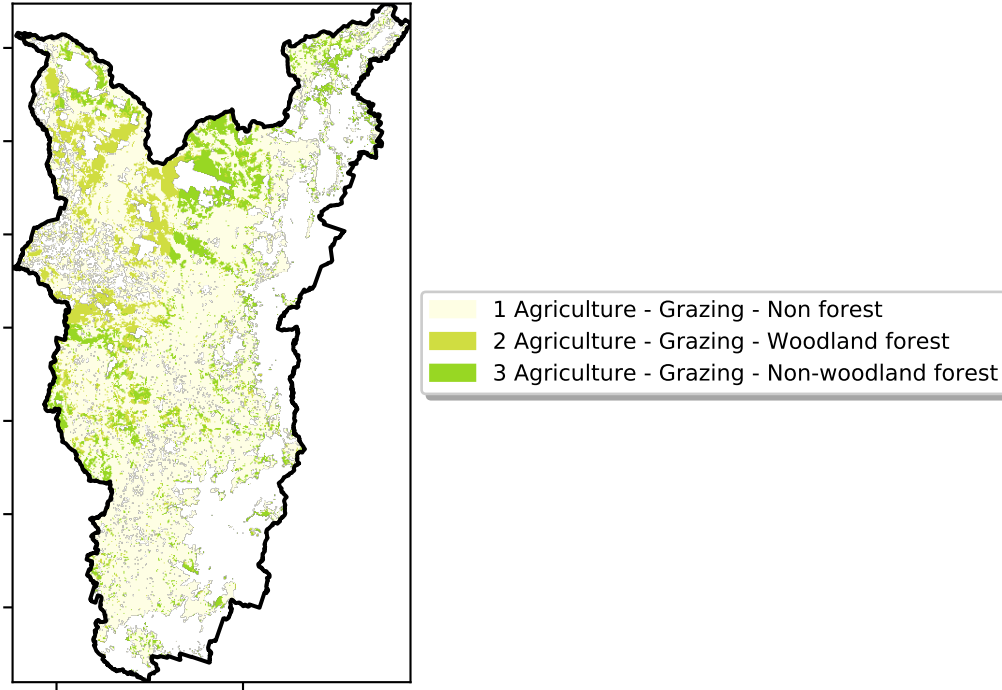 1 Agriculture - Grazing - Non forest
2 Agriculture - Grazing - Woodland forest
3 Agriculture - Grazing - Non-woodland forest